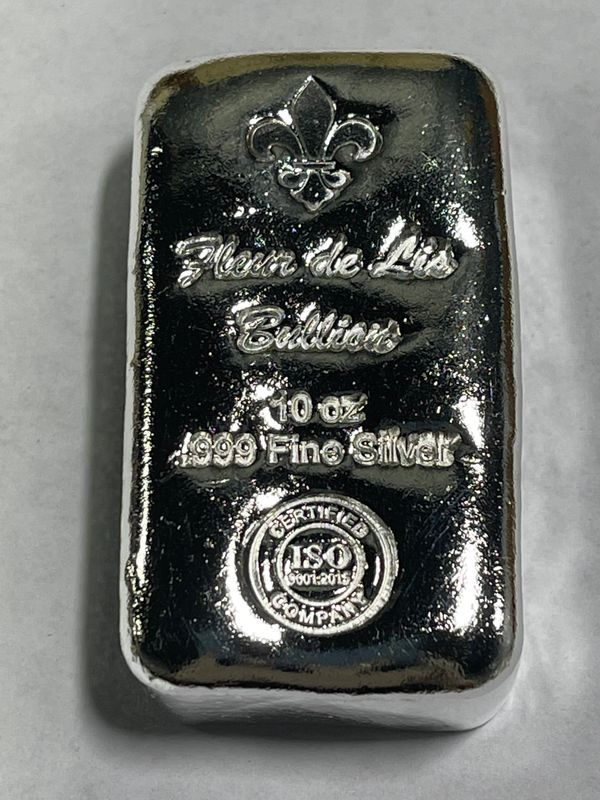 Fleur de Lis
Bullion
10 oz
.999 Fine Silver
CERTIFIED
ISO
9001:2015
COMPANY